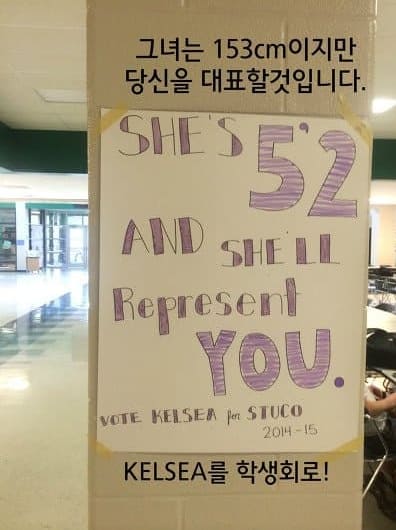 그녀는 153cm이지만
당신을 대표할것입니다.
SHE'S 5'2
AND SHE'LL
Represent
YOU.
VOTE KELSEA for STUCO
2014-15
KELSEA를 학생회로!